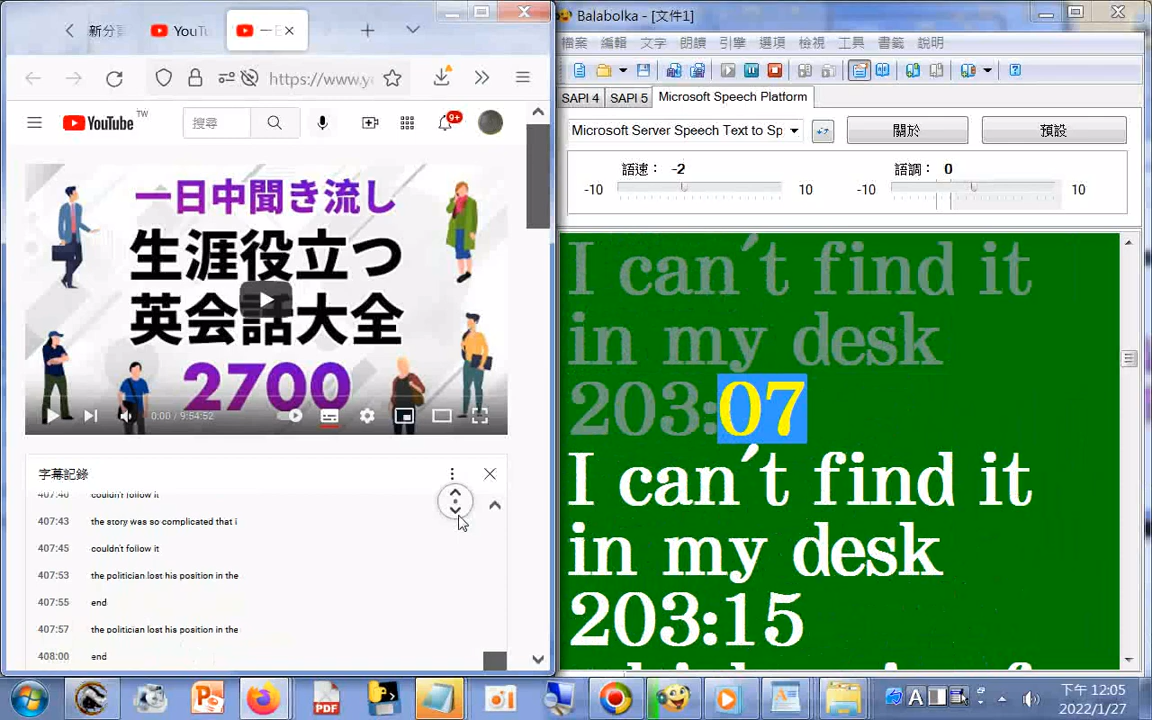 新分
YouTu
一日
https://www.yo
YouTube
TW
搜尋
9+
一日中聞き流し
生涯役立つ
英会話大全
2700
0:00 / 9:54:52
字幕記錄
407:40 couldn't follow it
407:43 the story was so complicated that i
407:45 couldn't follow it
407:53 the politician lost his position in the
407:55 end
407:57 the politician lost his position in the
408:00 end
Balabolka - [文件1]
檔案 編輯 文字 朗讀 引擎 選項 檢視 工具 書籤 說明
SAPI 4 SAPI 5 Microsoft Speech Platform
Microsoft Server Speech Text to Sp
關於
預設
語速： -2
語調： 0
-10 10 -10 10
I can't find it
in my desk
203:07
I can't find it
in my desk
203:15
PDF
A
下午 12:05
2022/1/27